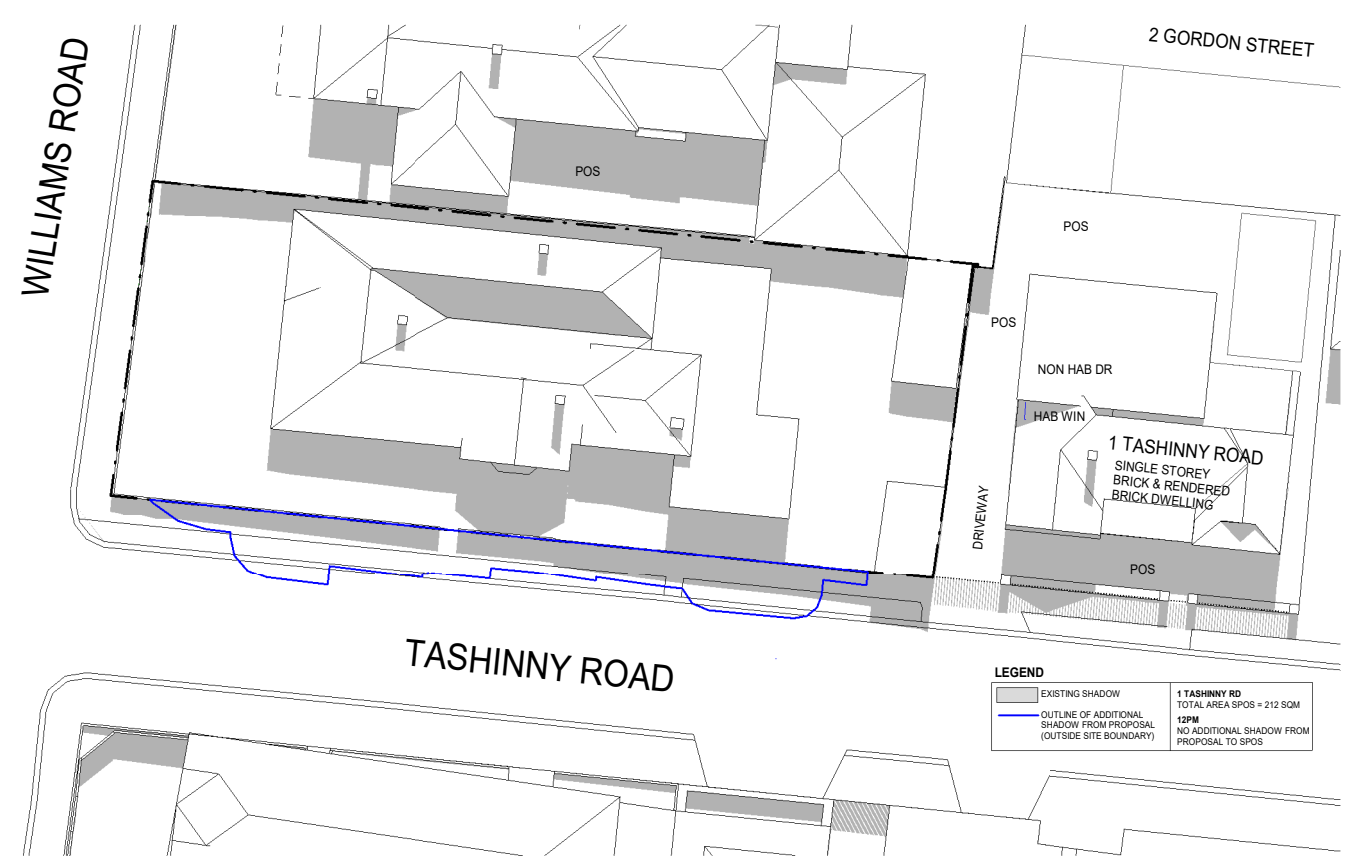 WILLIAMS ROAD
2 GORDON STREET
POS
POS
POS
NON HAB DR
HAB WIN
1 TASHINNY ROAD
SINGLE STOREY
BRICK & RENDERED
BRICK DWELLING
DRIVEWAY
POS
TASHINNY ROAD
LEGEND
EXISTING SHADOW
OUTLINE OF ADDITIONAL
SHADOW FROM PROPOSAL
(OUTSIDE SITE BOUNDARY)
1 TASHINNY RD
TOTAL AREA SPOS = 212 SQM
12PM
NO ADDITIONAL SHADOW FROM
PROPOSAL TO SPOS